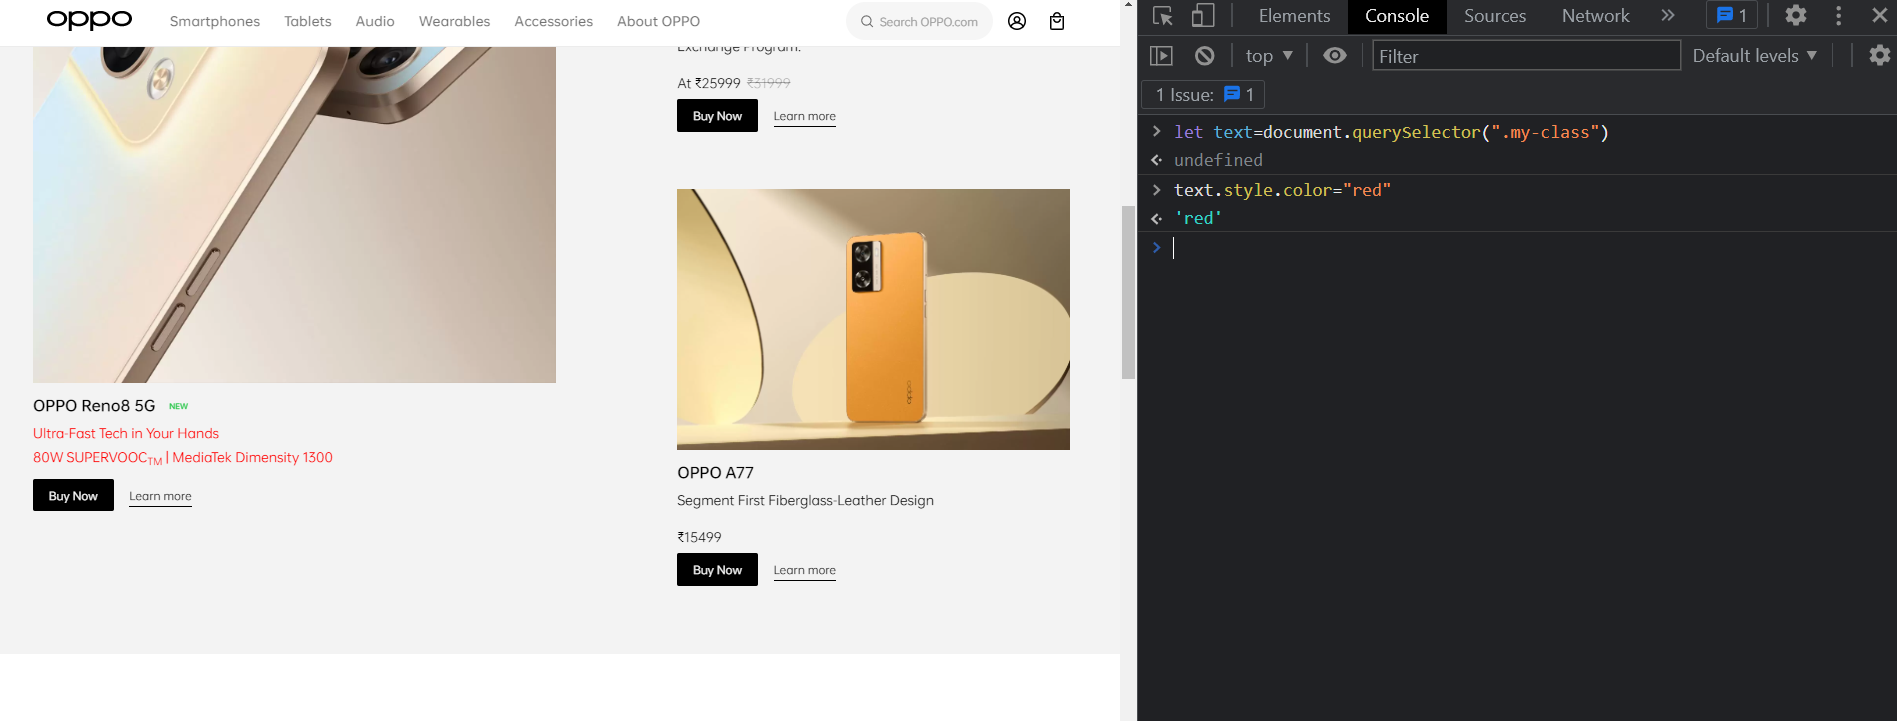 oppo
Smartphones Tablets Audio Wearables Accessories About OPPO
Search OPPO.com
Exchange Program.
At ₹25999 ₹31999
Buy Now Learn more
oppo
OPPO Reno8 5G NEW
Ultra-Fast Tech in Your Hands
80W SUPERVOOCTM | MediaTek Dimensity 1300
Buy Now Learn more
OPPO A77
Segment First Fiberglass-Leather Design
₹15499
Buy Now Learn more
Elements Console Sources Network 1
top Filter Default levels
1 Issue: 1
let text=document.querySelector(".my-class")
undefined
text.style.color="red"
'red'